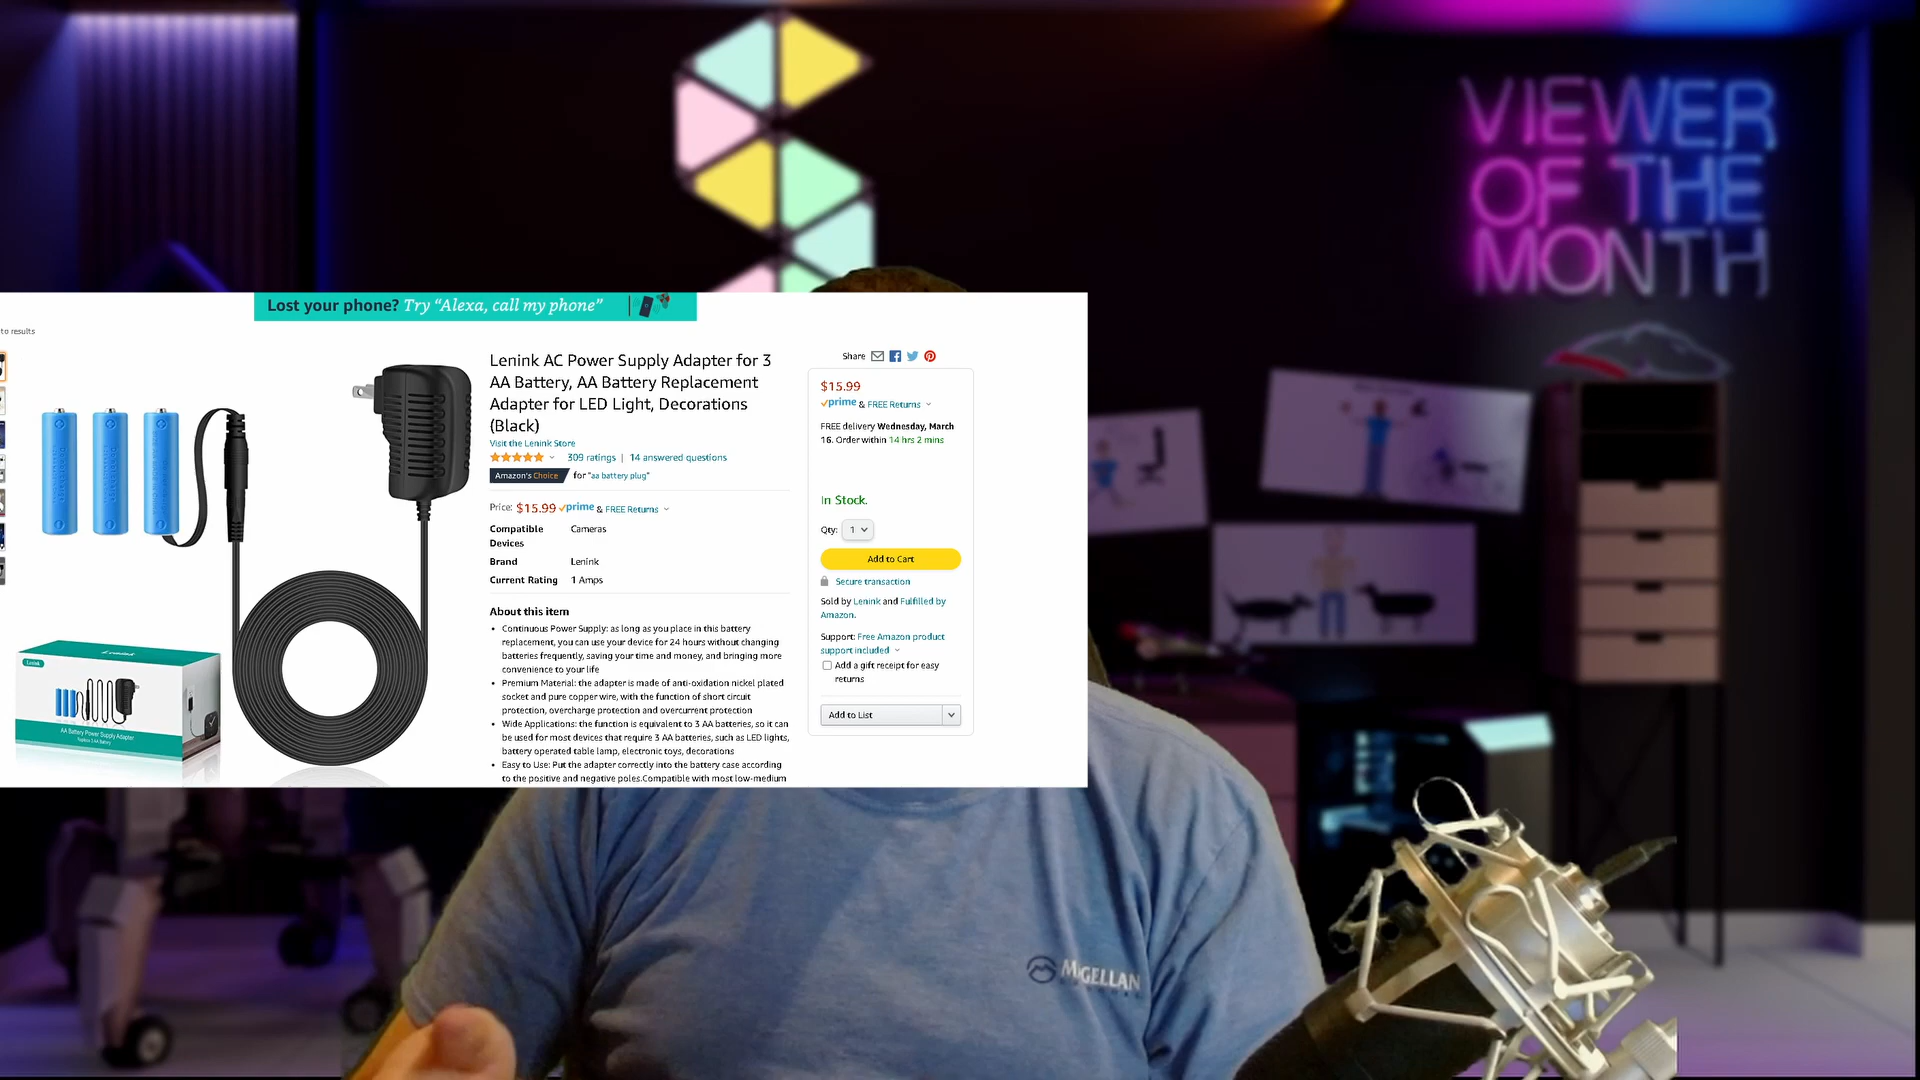 VIEWER
OF THE
MONTH
Lost your phone? Try “Alexa, call my phone”
to results
Lenink AC Power Supply Adapter for 3
AA Battery, AA Battery Replacement
Adapter for LED Light, Decorations
(Black)
Visit the Lenink Store
309 ratings | 14 answered questions
Amazon's Choice for "aa battery plug"
Price: $15.99 prime & FREE Returns
Compatible Cameras
Devices
Brand Lenink
Current Rating 1 Amps
About this item
• Continuous Power Supply: as long as you place in this battery
replacement, you can use your device for 24 hours without changing
batteries frequently, saving your time and money, and bringing more
convenience to your life
• Premium Material: the adapter is made of anti-oxidation nickel plated
socket and pure copper wire, with the function of short circuit
protection, overcharge protection and overcurrent protection
• Wide Applications: the function is equivalent to 3 AA batteries, so it can
be used for most devices that require 3 AA batteries, such as LED lights,
battery operated table lamp, electronic toys, decorations
• Easy to Use: Put the adapter correctly into the battery case according
to the positive and negative poles.Compatible with most low-medium
Share
$15.99
prime & FREE Returns
FREE delivery Wednesday, March
16. Order within 14 hrs 2 mins
In Stock.
Qty: 1
Add to Cart
Secure transaction
Sold by Lenink and Fulfilled by
Amazon.
Support: Free Amazon product
support included
Add a gift receipt for easy
returns
Add to List
Lenink
Lenink
AA Battery Power Supply Adapter
MAGELLAN